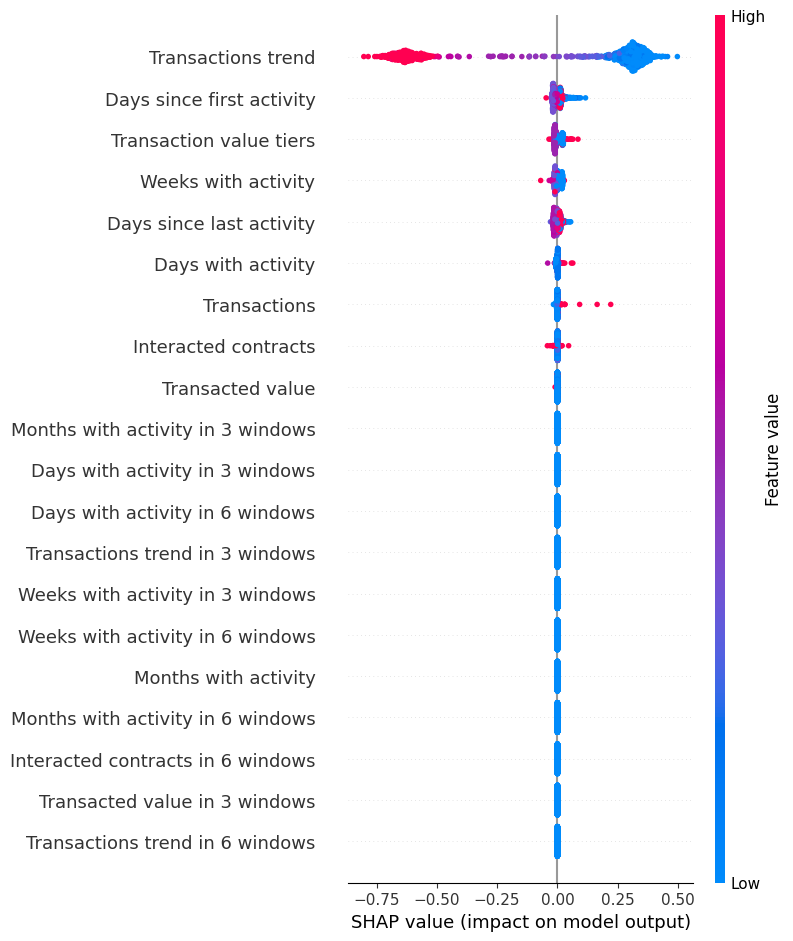 High
Transactions trend
Days since first activity
Transaction value tiers
Weeks with activity
Days since last activity
Days with activity
Transactions
Interacted contracts
Transacted value
Months with activity in 3 windows
Days with activity in 3 windows
Days with activity in 6 windows
Transactions trend in 3 windows
Weeks with activity in 3 windows
Weeks with activity in 6 windows
Months with activity
Months with activity in 6 windows
Interacted contracts in 6 windows
Transacted value in 3 windows
Transactions trend in 6 windows
Feature value
Low
−0.75 −0.50 −0.25 0.00 0.25 0.50
SHAP value (impact on model output)